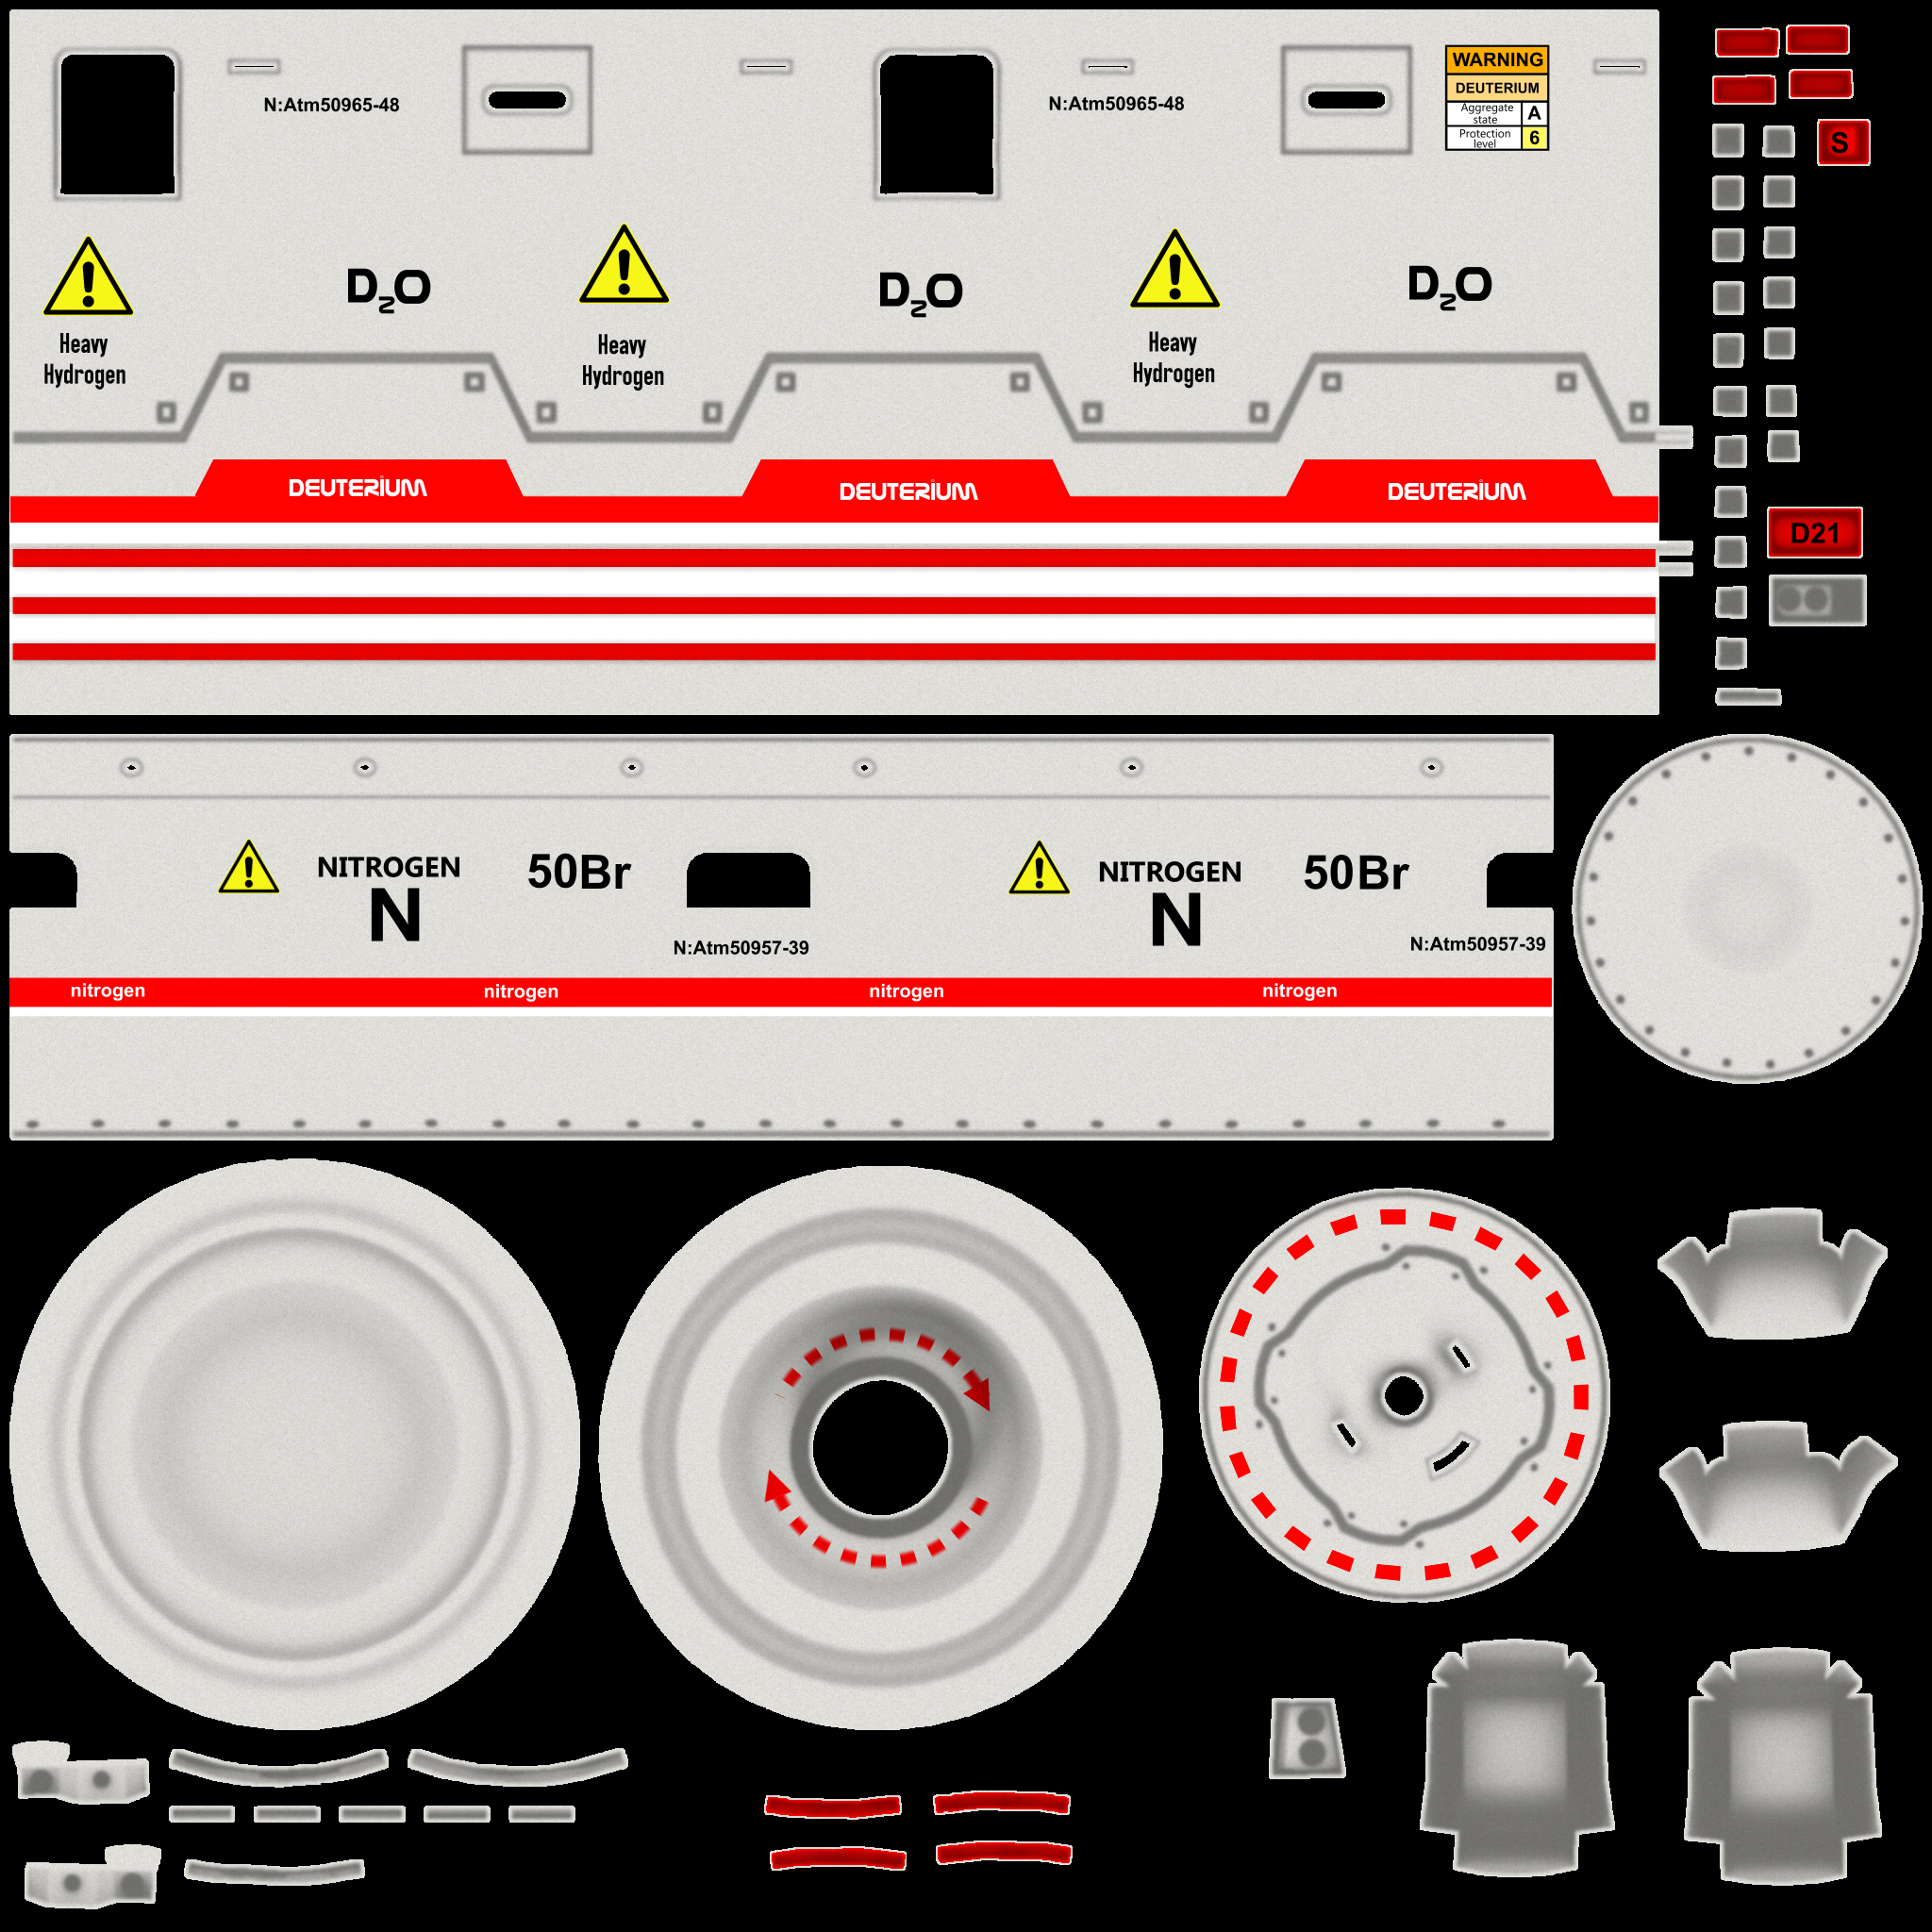 N:Atm50965-48
N:Atm50965-48
WARNING
DEUTERIUM
Aggregate state A
Protection level 6
S
D2O
D2O
D2O
Heavy
Hydrogen
Heavy
Hydrogen
Heavy
Hydrogen
DEUTERIUM
DEUTERIUM
DEUTERIUM
D21
NITROGEN
N
50Br
NITROGEN
N
50Br
N:Atm50957-39
N:Atm50957-39
nitrogen
nitrogen
nitrogen
nitrogen